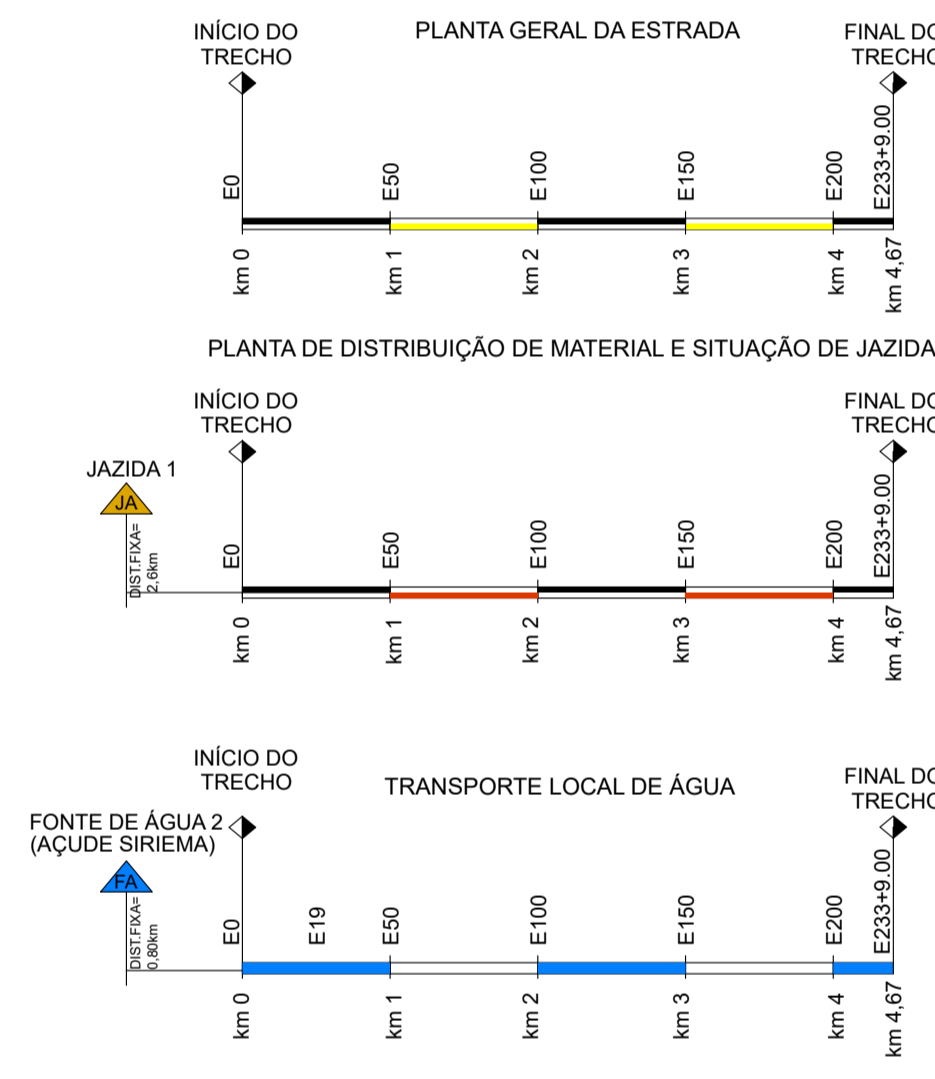 INÍCIO DO
TRECHO
PLANTA GERAL DA ESTRADA
FINAL DO
TRECHO
E0
E50
E100
E150
E200
E233+9.00
km 0
km 1
km 2
km 3
km 4
km 4,67
PLANTA DE DISTRIBUIÇÃO DE MATERIAL E SITUAÇÃO DE JAZIDA
INÍCIO DO
TRECHO
FINAL DO
TRECHO
JAZIDA 1
JA
DIST.FIXA=
2,6km
E0
E50
E100
E150
E200
E233+9.00
km 0
km 1
km 2
km 3
km 4
km 4,67
INÍCIO DO
TRECHO
TRANSPORTE LOCAL DE ÁGUA
FINAL DO
TRECHO
FONTE DE ÁGUA 2
(AÇUDE SIRIEMA)
FA
DIST.FIXA=
0,80km
E0
E19
E50
E100
E150
E200
E233+9.00
km 0
km 1
km 2
km 3
km 4
km 4,67